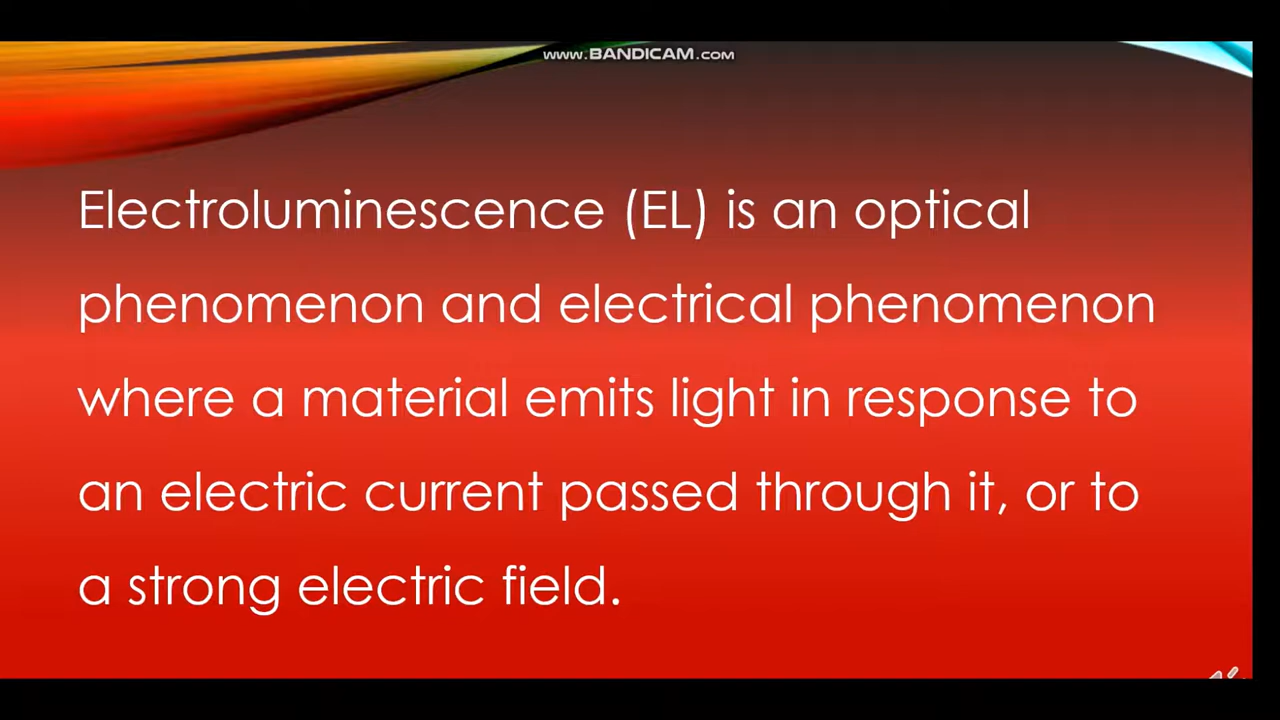 www.BANDICAM.com
Electroluminescence (EL) is an optical
phenomenon and electrical phenomenon
where a material emits light in response to
an electric current passed through it, or to
a strong electric field.